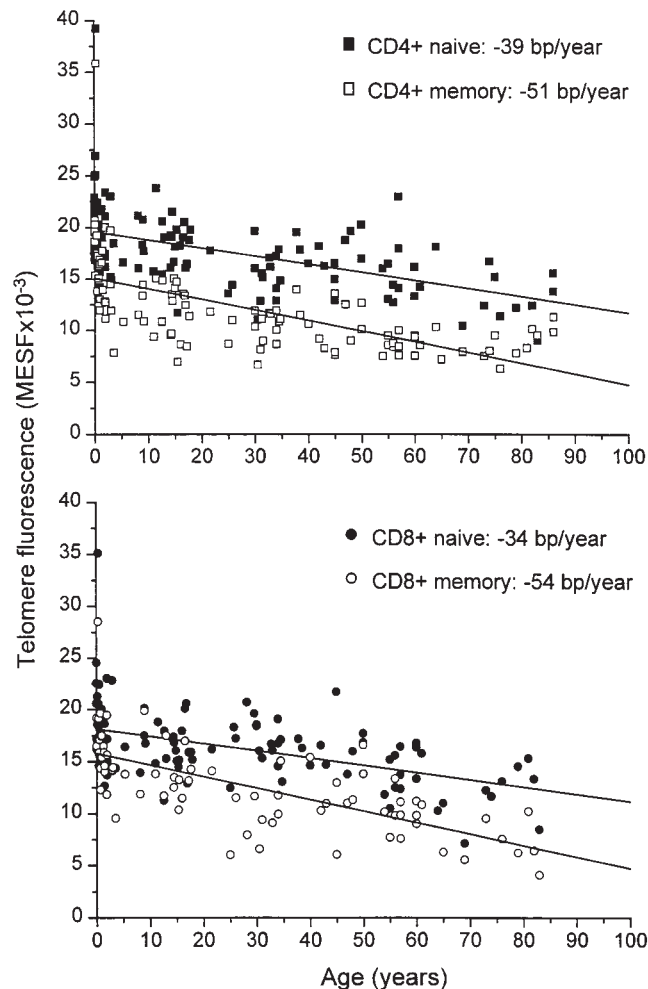 40
35
30
25
20
15
10
5
0
■ CD4+ naive: -39 bp/year
□ CD4+ memory: -51 bp/year
0 10 20 30 40 50 60 70 80 90 100
Telomere fluorescence (MESFx10⁻³)
40
35
30
25
20
15
10
5
0
● CD8+ naive: -34 bp/year
○ CD8+ memory: -54 bp/year
0 10 20 30 40 50 60 70 80 90 100
Age (years)